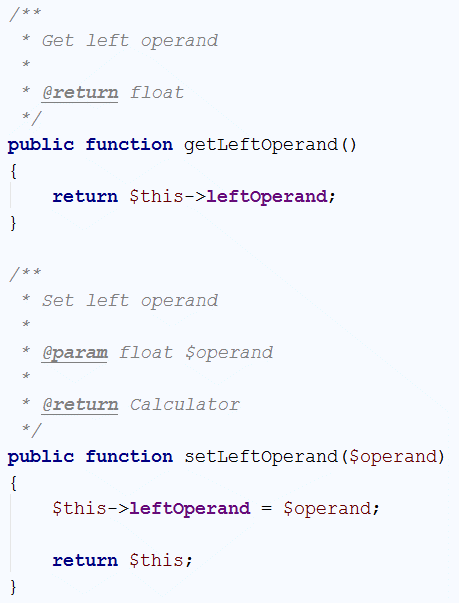 /**
 * Get left operand
 *
 * @return float
 */
public function getLeftOperand()
{
    return $this->leftOperand;
}

/**
 * Set left operand
 *
 * @param float $operand
 *
 * @return Calculator
 */
public function setLeftOperand($operand)
{
    $this->leftOperand = $operand;

    return $this;
}